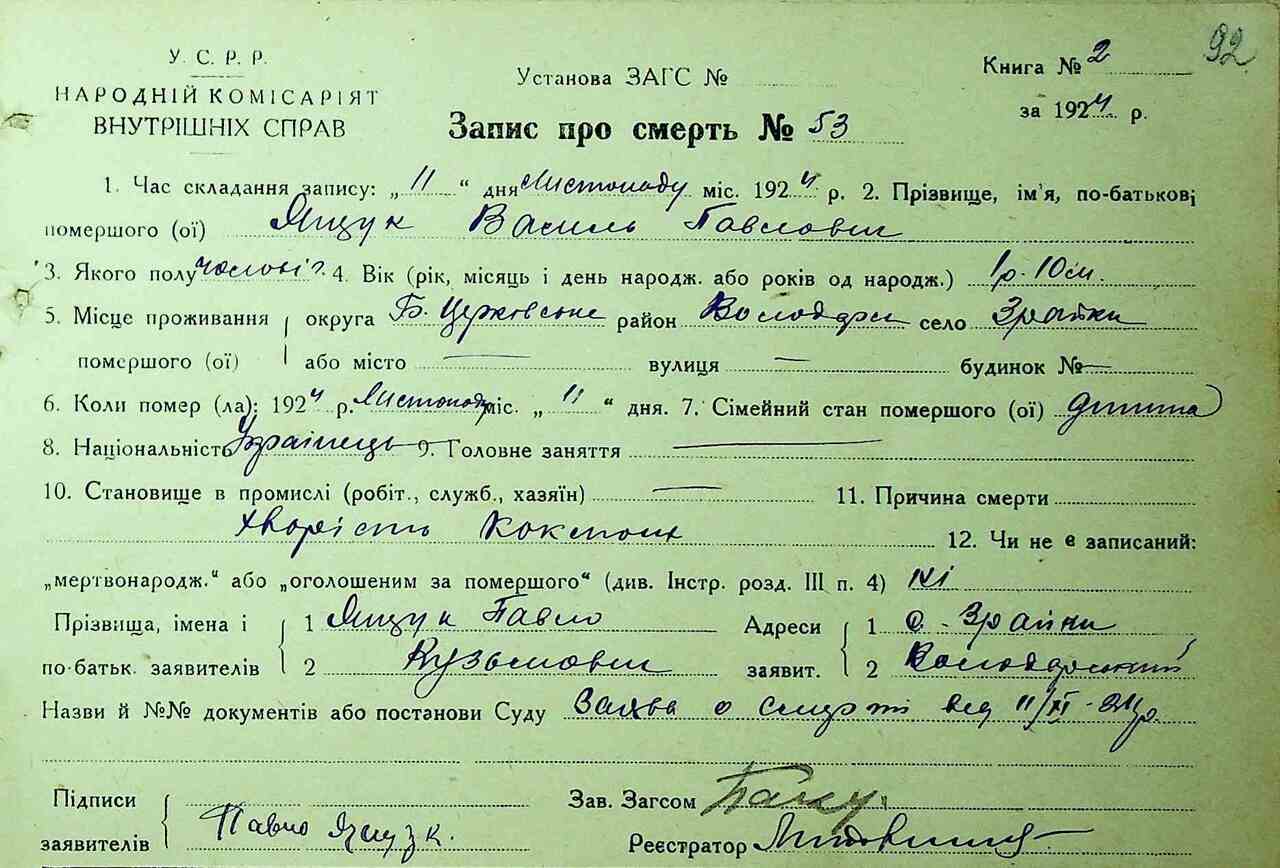 92
У. С. Р. Р.
НАРОДНІЙ КОМІСАРІЯТ
ВНУТРІШНІХ СПРАВ
Установа ЗАГС №
Книга № 2
за 1924 р.
Запис про смерть № 53
1. Час складання запису: „11“ дня Листопаду міс. 1924 р. 2. Прізвище, ім'я, по-батькові
помершого (ої) Ящук Василь Павлович
3. Якого полу чолові 4. Вік (рік, місяць і день народж. або років од народж.) 1 р. 10 м.
5. Місце проживання округа Б. Церковське район Володарськ село Зрайки
помершого (ої) або місто — вулиця — будинок № —
6. Коли помер (ла): 1924 р. Листопаду міс. „11“ дня. 7. Сімейний стан помершого (ої) дитина
8. Національність Українець 9. Головне заняття —
10. Становище в промислі (робіт., служб., хазяїн) — 11. Причина смерти
хворість Коклюш 12. Чи не є записаний:
„мертвонародж.“ або „оголошеним за помершого“ (див. Інстр. розд. III п. 4) Ні
Прізвища, імена і 1 Ящук Павло Адреси 1 с. Зрайки
по-батьк. заявителів 2 Кузьмович заявит. 2 Володарський
Назви й №№ документів або постанови Суду Заява о смерті від 11/XI-24 р.
Підписи Зав. Загсом
заявителів Павло Ящук. Реєстратор